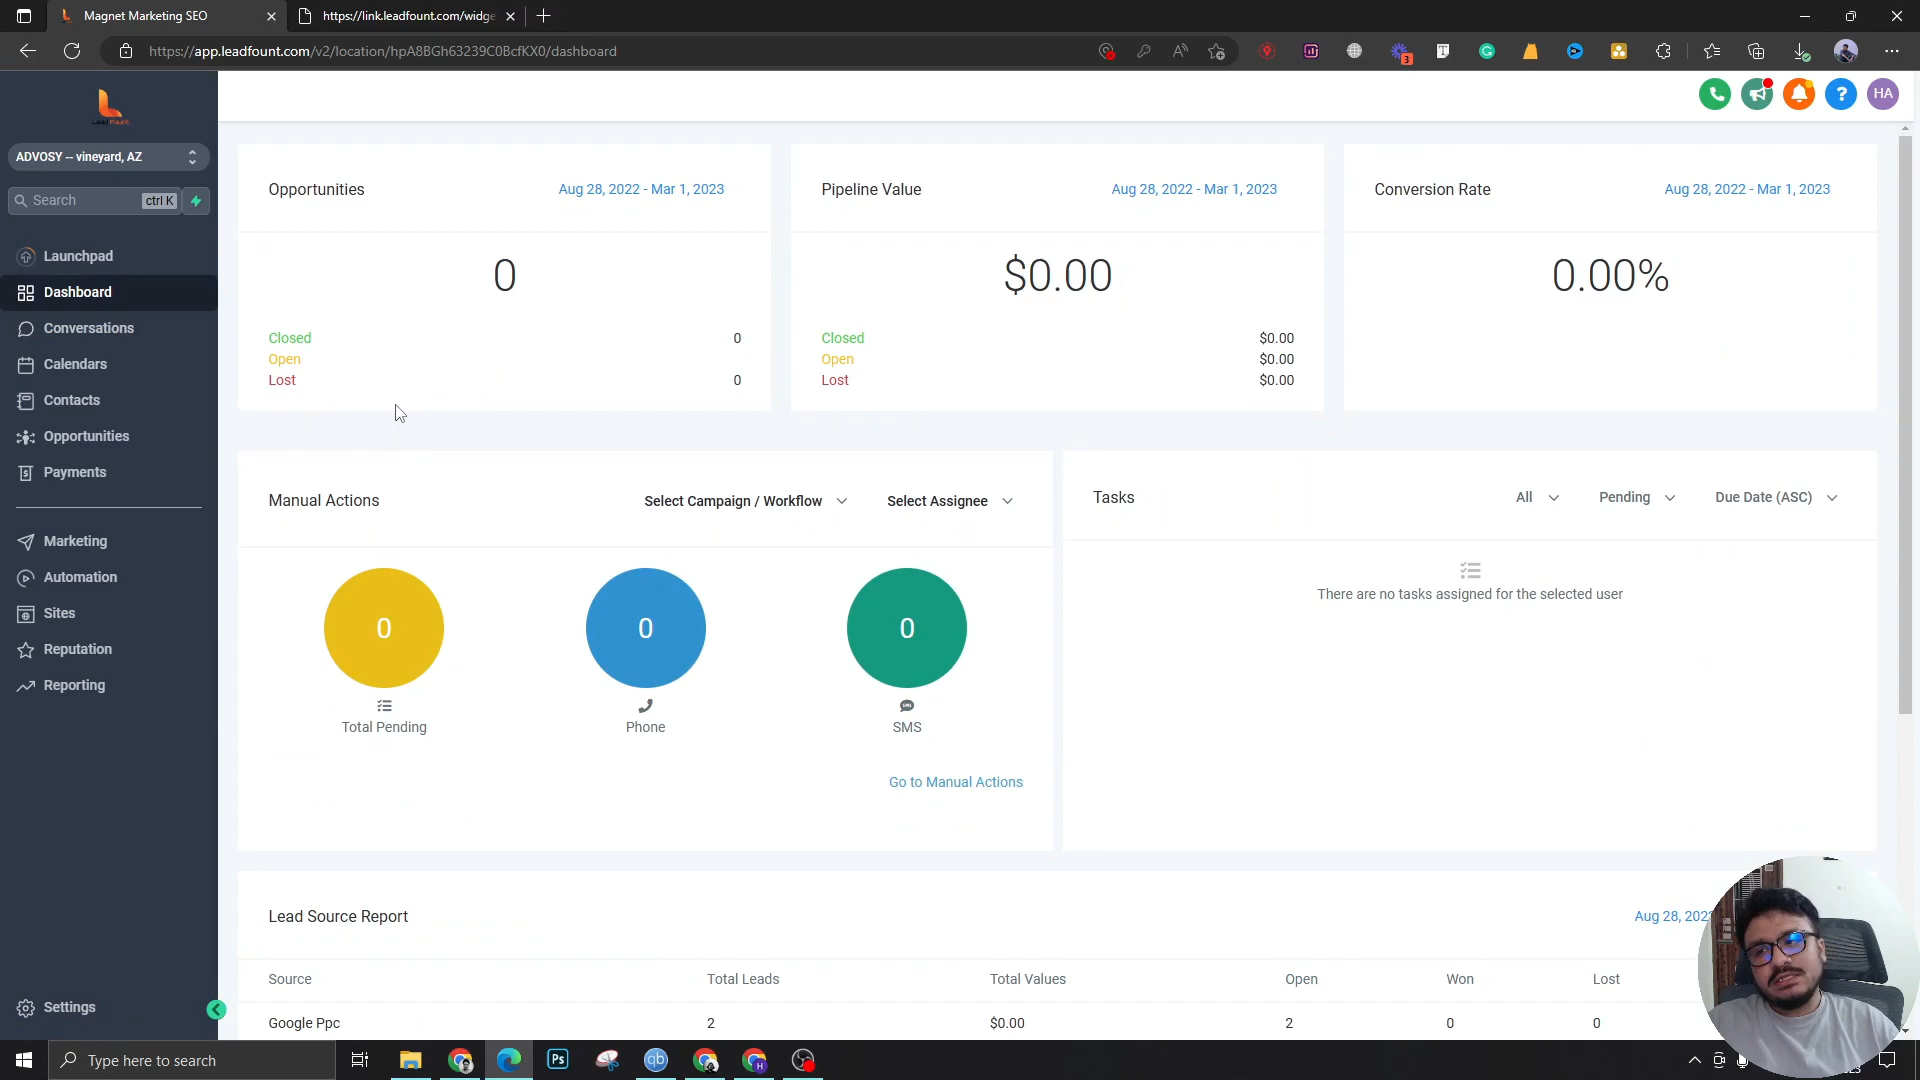 Magnet Marketing SEO
https://link.leadfount.com/widge
https://app.leadfount.com/v2/location/hpA8BGh63239C0BcfKX0/dashboard
3
HA
ADVOSY -- vineyard, AZ
Search
ctrl K
Launchpad
Dashboard
Conversations
Calendars
Contacts
Opportunities
Payments
Marketing
Automation
Sites
Reputation
Reporting
Settings
Opportunities
Aug 28, 2022 - Mar 1, 2023
0
Closed 0
Open
Lost 0
Pipeline Value
Aug 28, 2022 - Mar 1, 2023
$0.00
Closed $0.00
Open $0.00
Lost $0.00
Conversion Rate
Aug 28, 2022 - Mar 1, 2023
0.00%
Manual Actions
Select Campaign / Workflow
Select Assignee
0
Total Pending
0
Phone
0
SMS
Go to Manual Actions
Tasks
All
Pending
Due Date (ASC)
There are no tasks assigned for the selected user
Lead Source Report
Aug 28, 202
Source Total Leads Total Values Open Won Lost
Google Ppc 2 $0.00 2 0 0
Type here to search
Ps
qb